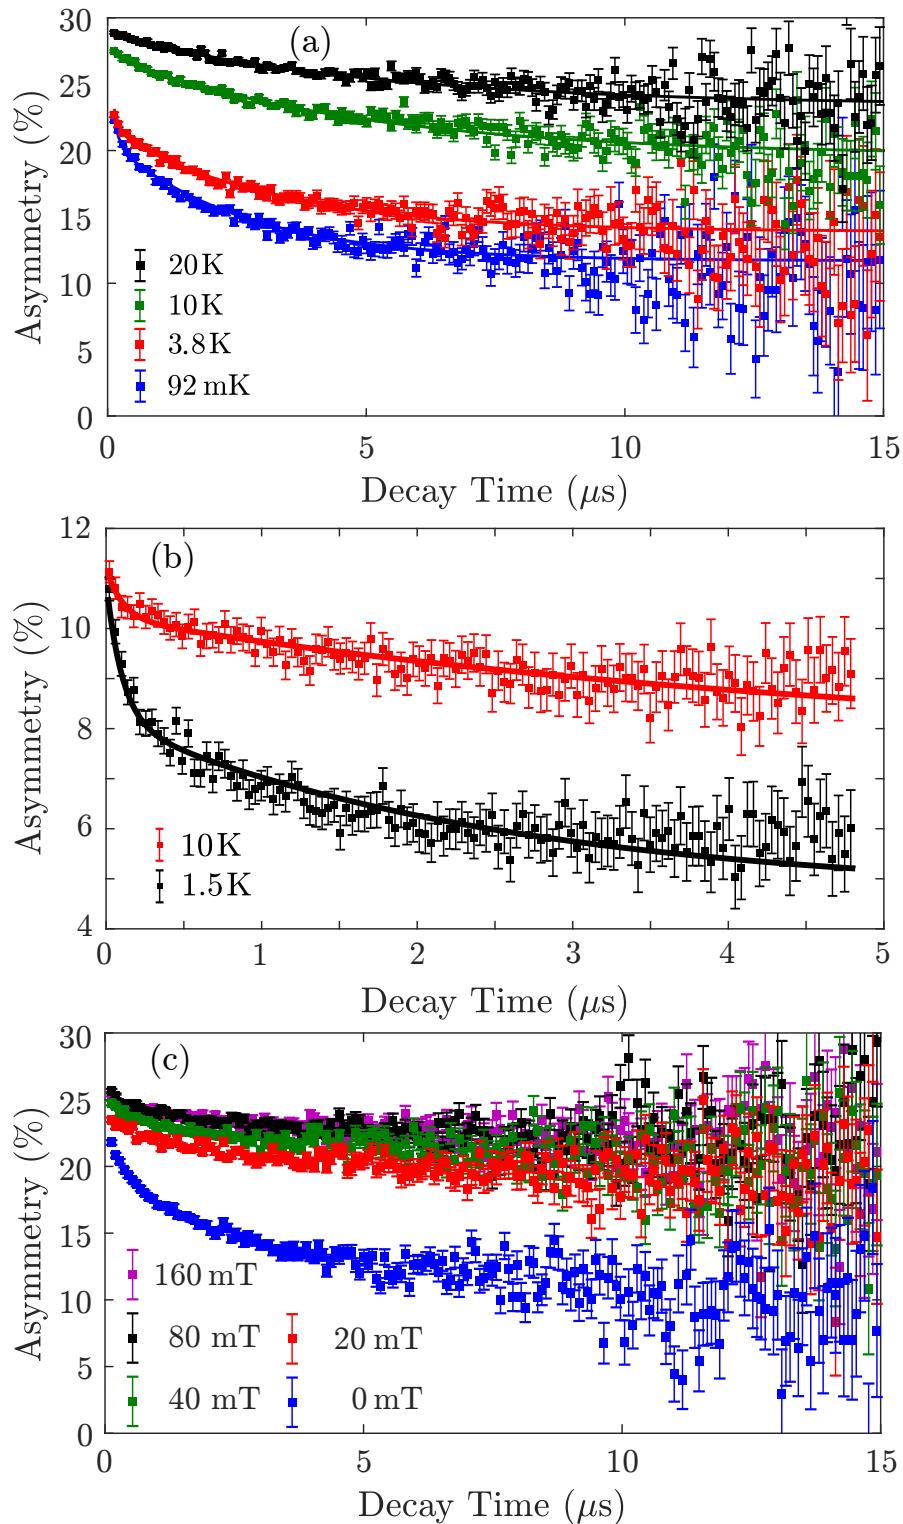 30
(a)
25
20
15
10
5
0
Asymmetry (%)
20 K
10 K
3.8 K
92 mK
0 5 10 15
Decay Time (μs)
12
(b)
10
8
6
4
Asymmetry (%)
10 K
1.5 K
0 1 2 3 4 5
Decay Time (μs)
30
(c)
25
20
15
10
5
0
Asymmetry (%)
160 mT
80 mT 20 mT
40 mT 0 mT
0 5 10 15
Decay Time (μs)